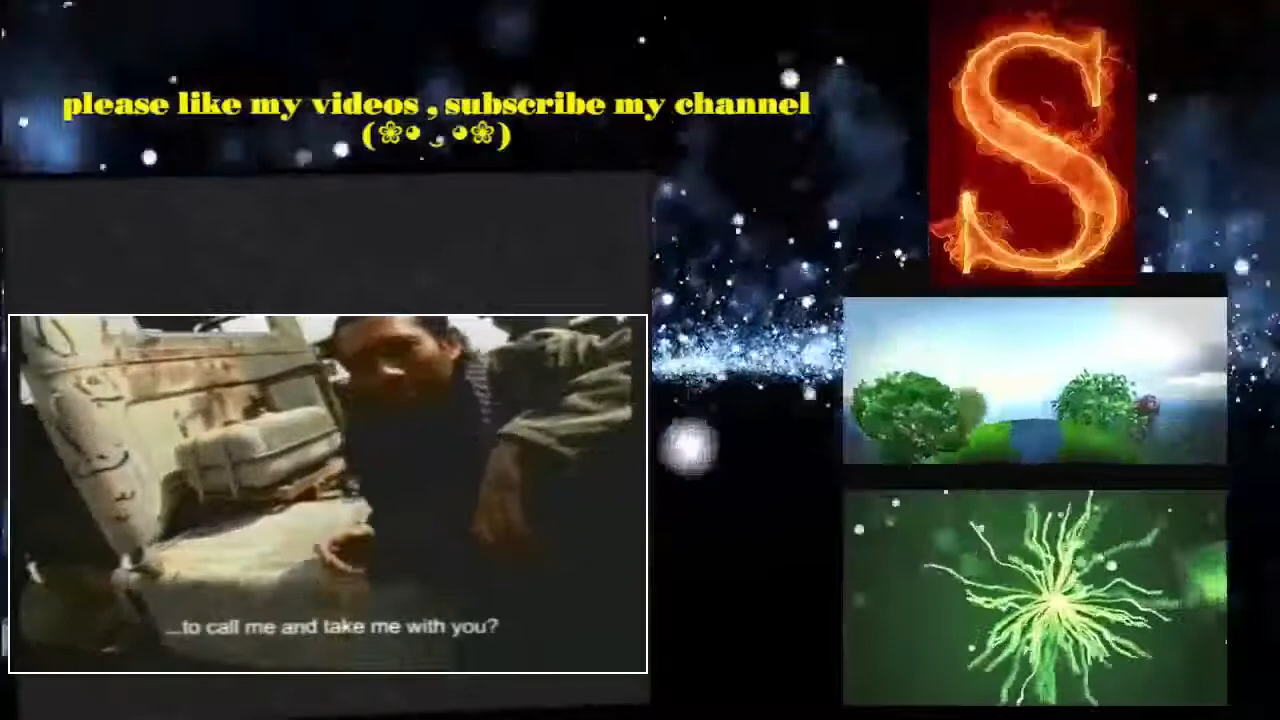 please like my videos , subscribe my channel
(❀◕ ◡ ◕❀)
S
...to call me and take me with you?